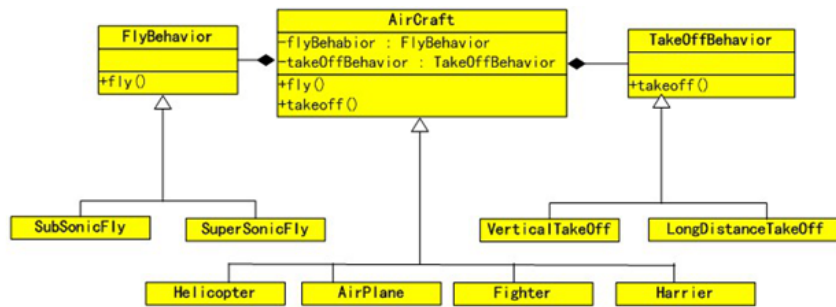 FlyBehavior
+fly()
AirCraft
-flyBehabior : FlyBehavior
-takeOffBehavior : TakeOffBehavior
+fly()
+takeoff()
TakeOffBehavior
+takeoff()
SubSonicFly
SuperSonicFly
VerticalTakeOff
LongDistanceTakeOff
Helicopter
AirPlane
Fighter
Harrier